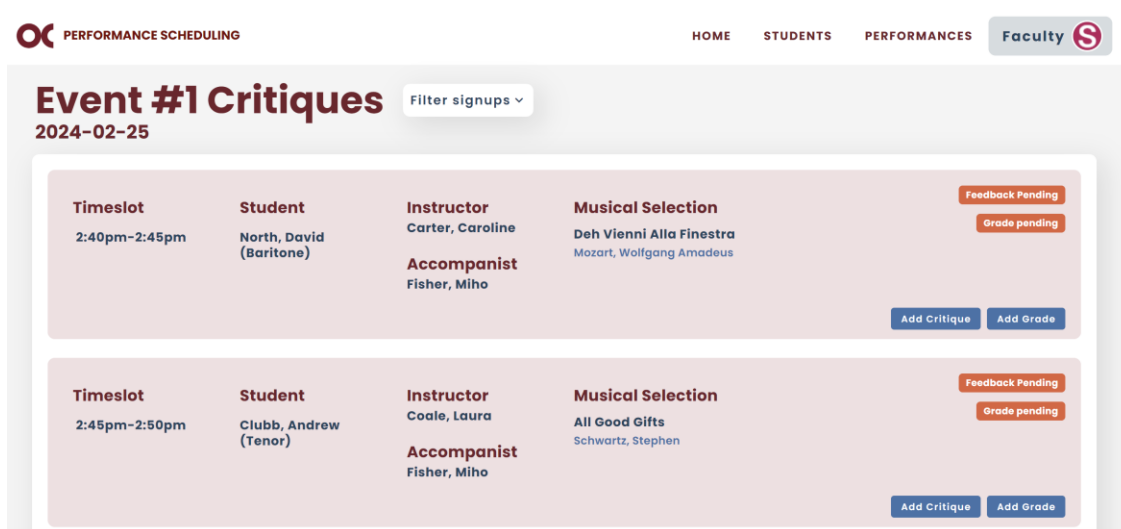 OC PERFORMANCE SCHEDULING
HOME STUDENTS PERFORMANCES Faculty S
Event #1 Critiques
Filter signups
2024-02-25
Timeslot
2:40pm-2:45pm
Student
North, David
(Baritone)
Instructor
Carter, Caroline
Accompanist
Fisher, Miho
Musical Selection
Deh Vienni Alla Finestra
Mozart, Wolfgang Amadeus
Feedback Pending
Grade pending
Add Critique
Add Grade
Timeslot
2:45pm-2:50pm
Student
Clubb, Andrew
(Tenor)
Instructor
Coale, Laura
Accompanist
Fisher, Miho
Musical Selection
All Good Gifts
Schwartz, Stephen
Feedback Pending
Grade pending
Add Critique
Add Grade